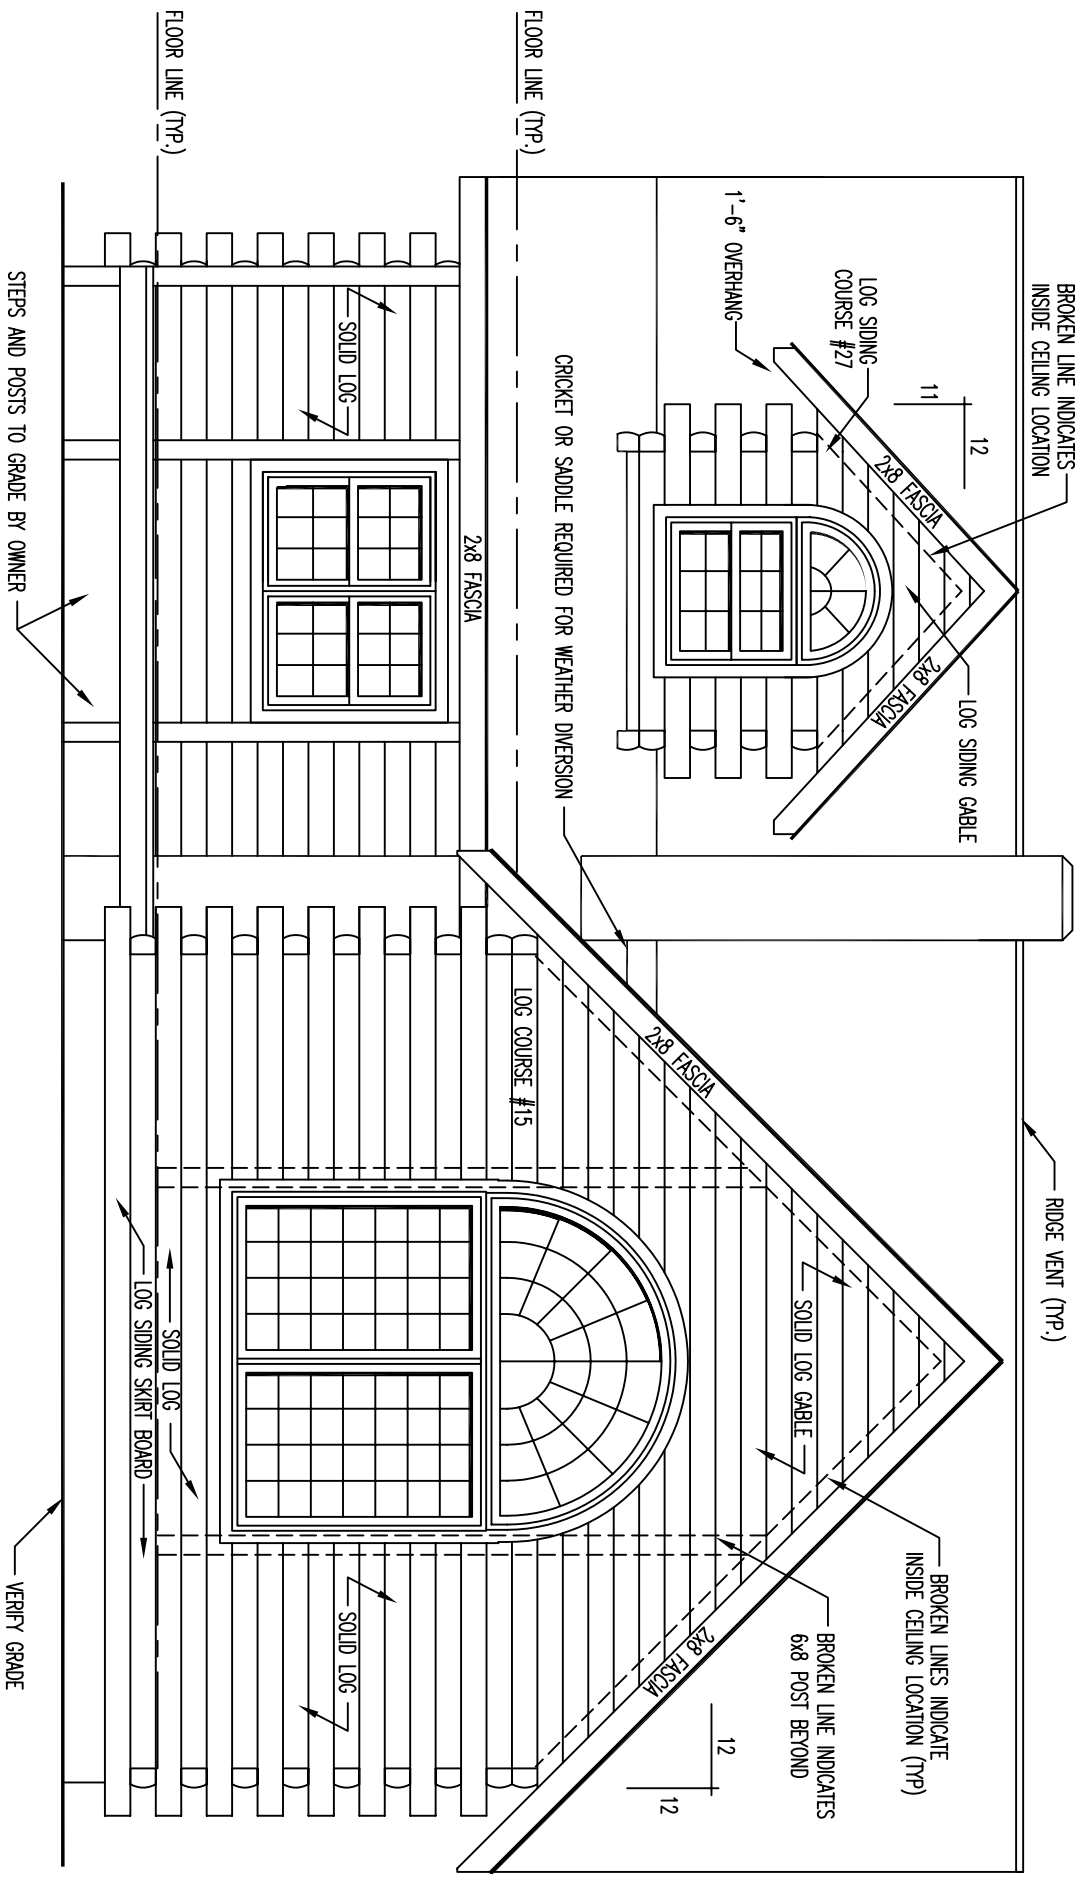 BROKEN LINE INDICATES
INSIDE CEILING LOCATION
12
11
LOG SIDING
COURSE #27
1'-6" OVERHANG
2x8 FASCIA
2x8 FASCIA
LOG SIDING GABLE
RIDGE VENT (TYP.)
BROKEN LINES INDICATE
INSIDE CEILING LOCATION (TYP)
BROKEN LINE INDICATES
6x8 POST BEYOND
12
12
SOLID LOG GABLE
2x8 FASCIA
2x8 FASCIA
FLOOR LINE (TYP.)
CRICKET OR SADDLE REQUIRED FOR WEATHER DIVERSION
LOG COURSE #15
2x8 FASCIA
SOLID LOG
SOLID LOG
FLOOR LINE (TYP.)
SOLID LOG
LOG SIDING SKIRT BOARD
STEPS AND POSTS TO GRADE BY OWNER
VERIFY GRADE